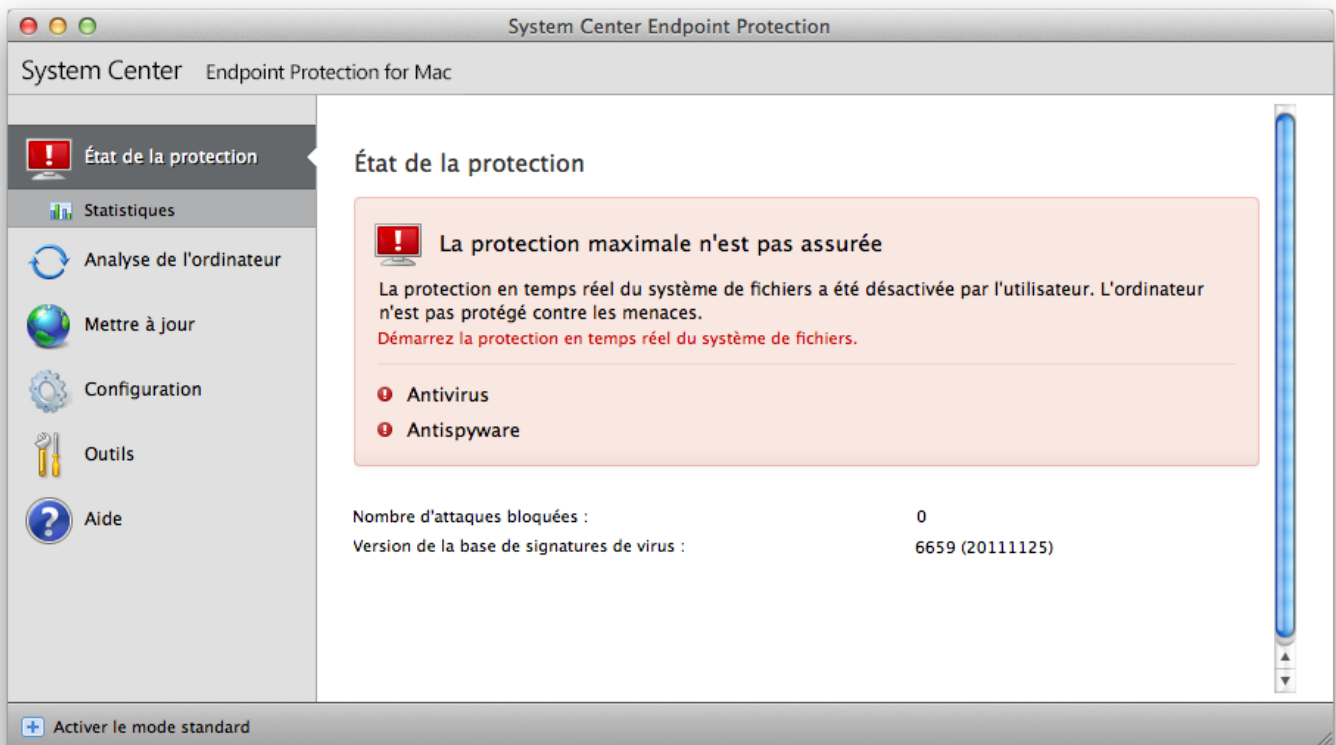 System Center Endpoint Protection
System Center Endpoint Protection for Mac
État de la protection
Statistiques
Analyse de l'ordinateur
Mettre à jour
Configuration
Outils
Aide
État de la protection
La protection maximale n'est pas assurée
La protection en temps réel du système de fichiers a été désactivée par l'utilisateur. L'ordinateur
n'est pas protégé contre les menaces.
Démarrez la protection en temps réel du système de fichiers.
Antivirus
Antispyware
Nombre d'attaques bloquées : 0
Version de la base de signatures de virus : 6659 (20111125)
Activer le mode standard